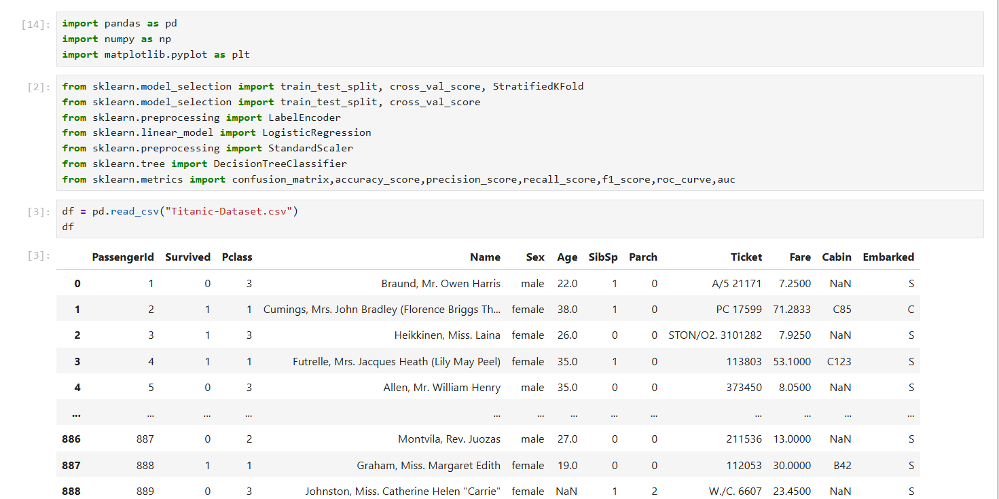 [14]: import pandas as pd
import numpy as np
import matplotlib.pyplot as plt
[2]: from sklearn.model_selection import train_test_split, cross_val_score, StratifiedKFold
from sklearn.model_selection import train_test_split, cross_val_score
from sklearn.preprocessing import LabelEncoder
from sklearn.linear_model import LogisticRegression
from sklearn.preprocessing import StandardScaler
from sklearn.tree import DecisionTreeClassifier
from sklearn.metrics import confusion_matrix,accuracy_score,precision_score,recall_score,f1_score,roc_curve,auc
[3]: df = pd.read_csv("Titanic-Dataset.csv")
df
[3]: PassengerId Survived Pclass Name Sex Age SibSp Parch Ticket Fare Cabin Embarked
0 1 0 3 Braund, Mr. Owen Harris male 22.0 1 0 A/5 21171 7.2500 NaN S
1 2 1 1 Cumings, Mrs. John Bradley (Florence Briggs Th... female 38.0 1 0 PC 17599 71.2833 C85 C
2 3 1 3 Heikkinen, Miss. Laina female 26.0 0 0 STON/O2. 3101282 7.9250 NaN S
3 4 1 1 Futrelle, Mrs. Jacques Heath (Lily May Peel) female 35.0 1 0 113803 53.1000 C123 S
4 5 0 3 Allen, Mr. William Henry male 35.0 0 0 373450 8.0500 NaN S
... ... ... ... ... ... ... ... ... ... ... ... ...
886 887 0 2 Montvila, Rev. Juozas male 27.0 0 0 211536 13.0000 NaN S
887 888 1 1 Graham, Miss. Margaret Edith female 19.0 0 0 112053 30.0000 B42 S
888 889 0 3 Johnston, Miss. Catherine Helen "Carrie" female NaN 1 2 W./C. 6607 23.4500 NaN S